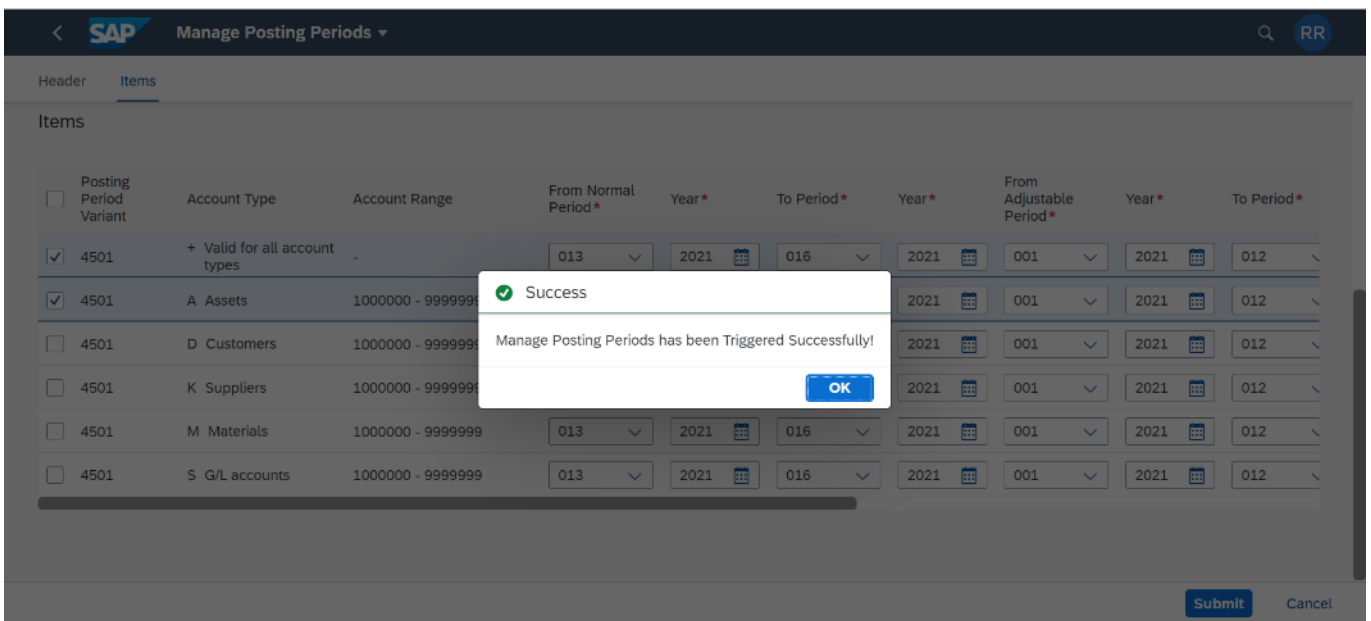 SAP Manage Posting Periods RR
Header Items
Items
Posting Period Variant Account Type Account Range From Normal Period* Year* To Period* Year* From Adjustable Period* Year* To Period*
4501 + Valid for all account types - 013 2021 016 2021 001 2021 012
4501 A Assets 1000000 - 9999999 2021 001 2021 012
4501 D Customers 1000000 - 9999999 2021 001 2021 012
4501 K Suppliers 1000000 - 9999999 2021 001 2021 012
4501 M Materials 1000000 - 9999999 013 2021 016 2021 001 2021 012
4501 S G/L accounts 1000000 - 9999999 013 2021 016 2021 001 2021 012
Success
Manage Posting Periods has been Triggered Successfully!
OK
Submit Cancel